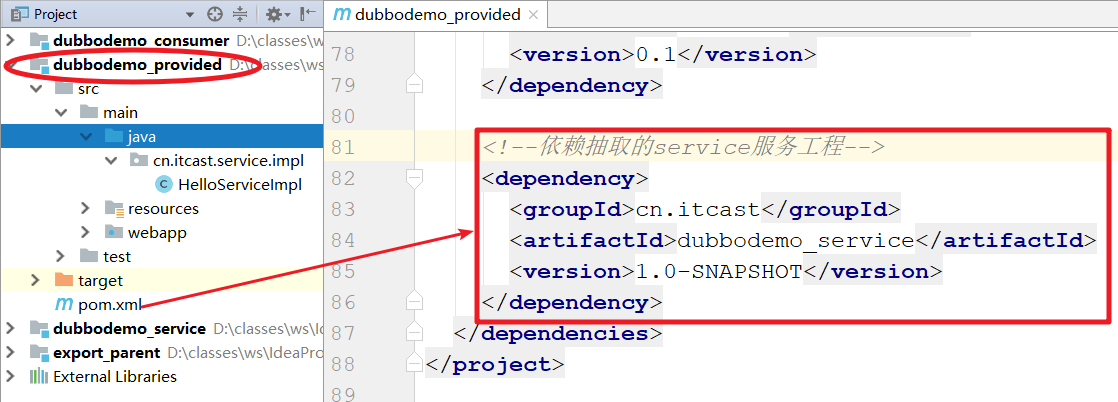 Project
dubbodemo_consumer D:\classes\ws
dubbodemo_provided D:\classes\ws
src
main
java
cn.itcast.service.impl
HelloServiceImpl
resources
webapp
test
target
pom.xml
dubbodemo_service D:\classes\ws\Ide
export_parent D:\classes\ws\IdeaPro
External Libraries
dubbodemo_provided
78 <version>0.1</version>
79 </dependency>
80
81 <!--依赖抽取的service服务工程-->
82 <dependency>
83 <groupId>cn.itcast</groupId>
84 <artifactId>dubbodemo_service</artifactId>
85 <version>1.0-SNAPSHOT</version>
86 </dependency>
87 </dependencies>
88 </project>
89